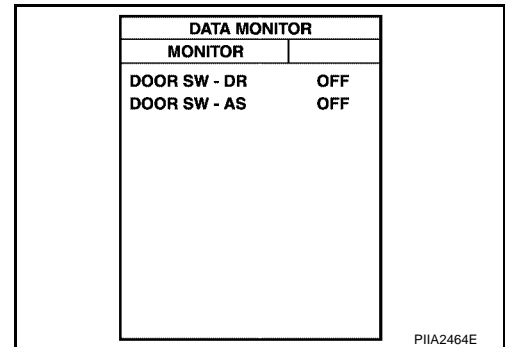 DATA MONITOR
MONITOR
DOOR SW - DR OFF
DOOR SW - AS OFF
PIIA2464E